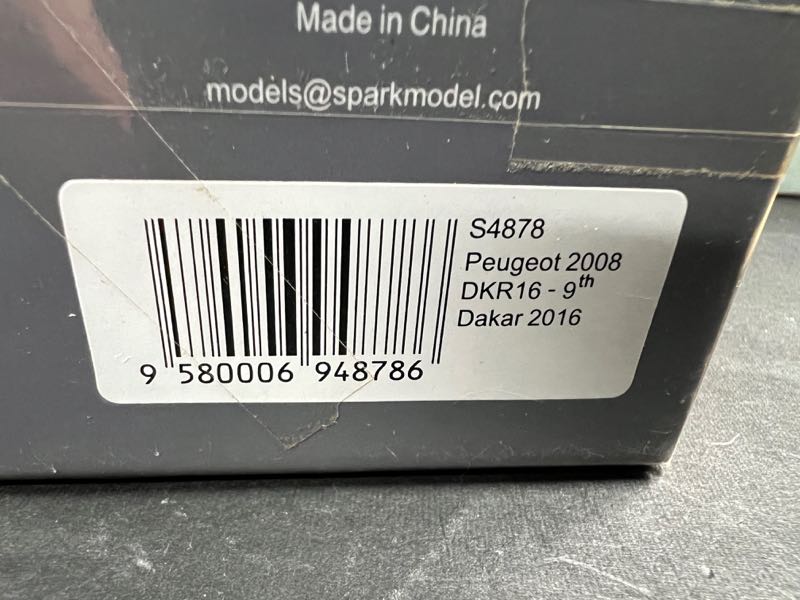 Made in China
models@sparkmodel.com
S4878
Peugeot 2008
DKR16 - 9th
Dakar 2016
9 580006 948786